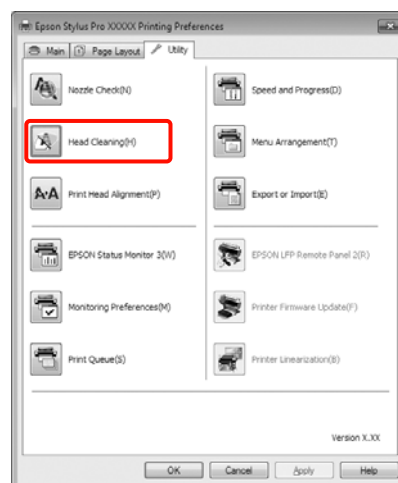 Epson Stylus Pro XXXXX Printing Preferences
Main Page Layout Utility
Nozzle Check(N)
Speed and Progress(D)
Head Cleaning(H)
Menu Arrangement(T)
A·A Print Head Alignment(P)
Export or Import(E)
EPSON Status Monitor 3(W)
EPSON LFP Remote Panel 2(R)
Monitoring Preferences(M)
Printer Firmware Update(F)
Print Queue(S)
Printer Linearization(B)
Version X.XX
OK Cancel Apply Help